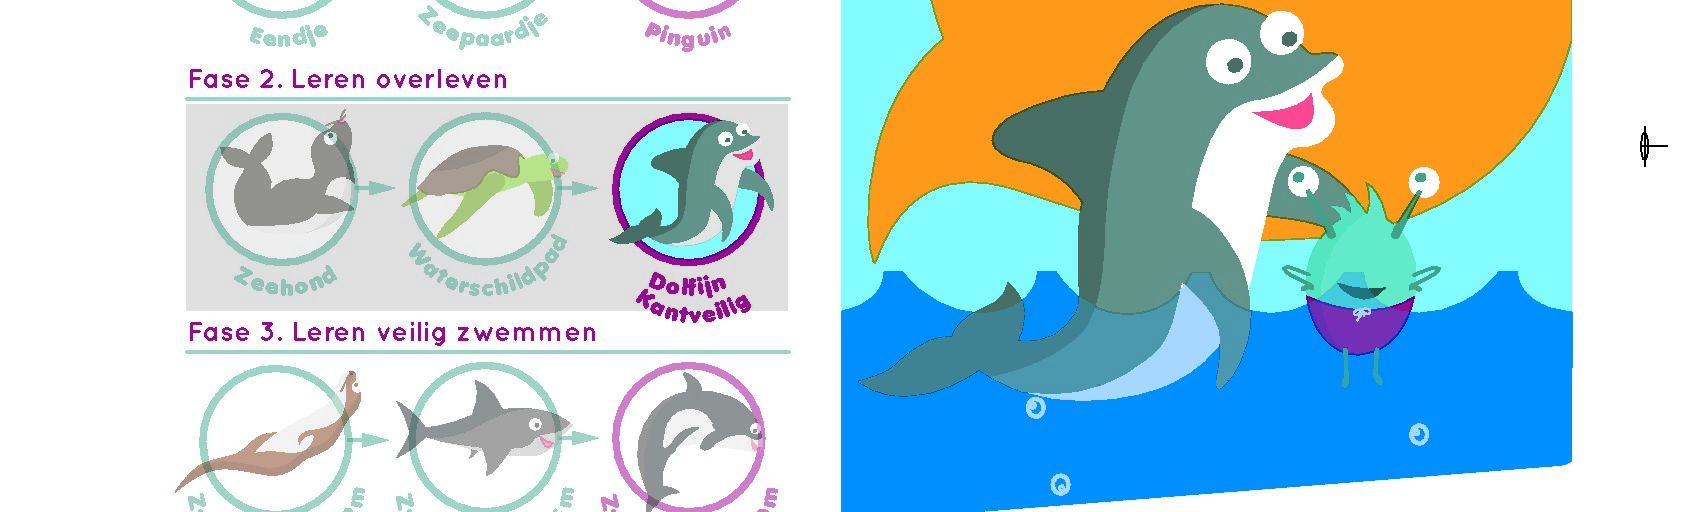 Eendje
Zeepaardje
Pinguin
Fase 2. Leren overleven
Zeehond
Waterschildpad
Dolfijn
Kantveilig
Fase 3. Leren veilig zwemmen